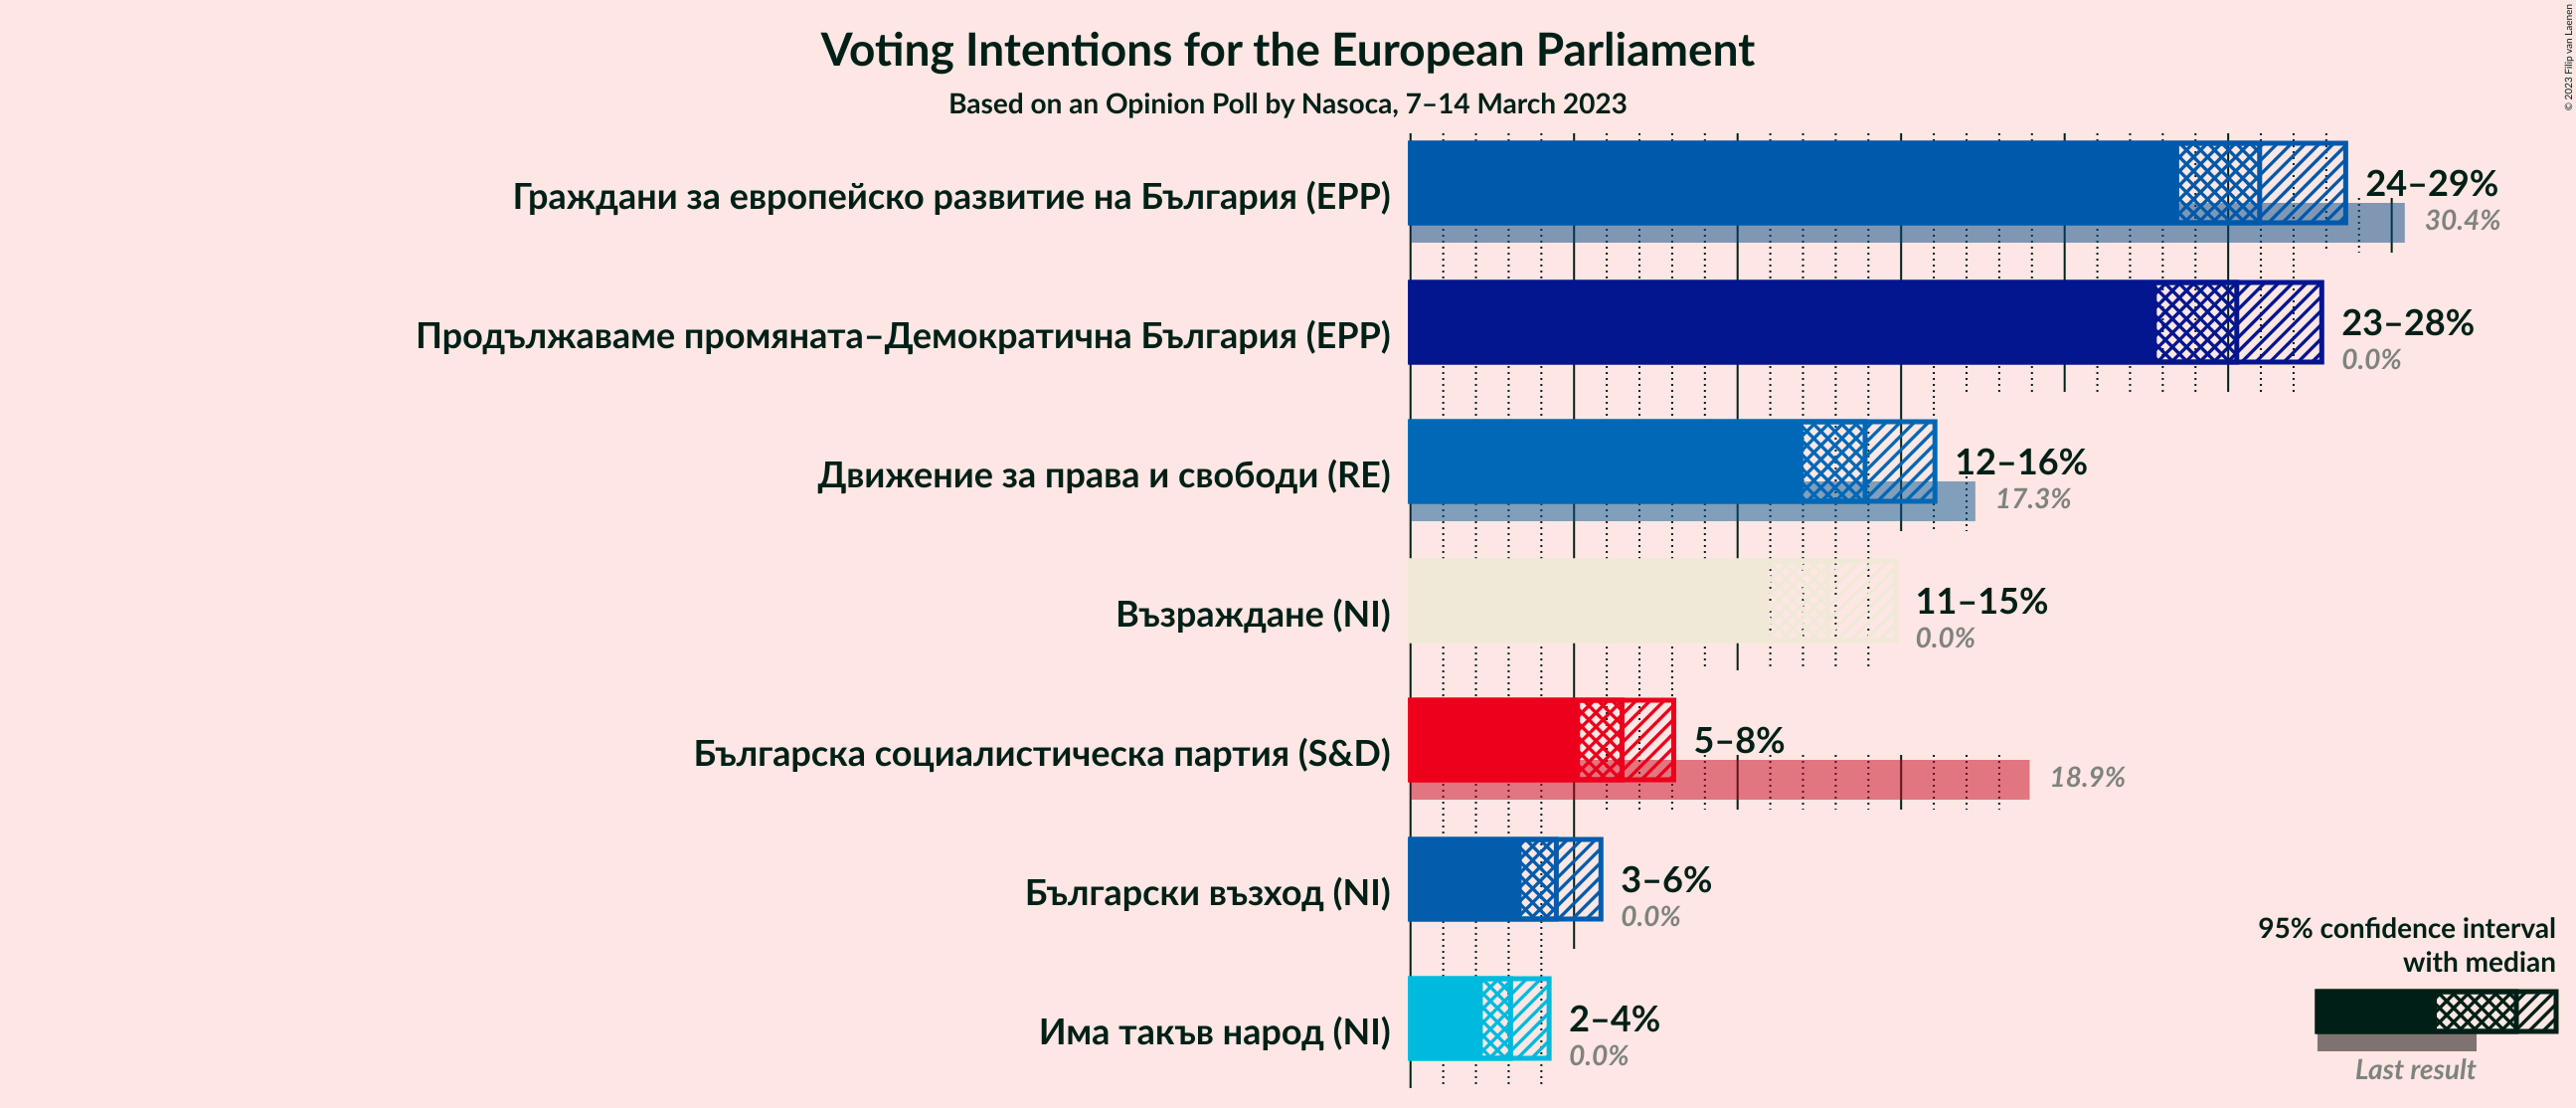 Voting Intentions for the European Parliament
Based on an Opinion Poll by Nasoca, 7–14 March 2023
© 2023 Filip van Laenen
Граждани за европейско развитие на България (EPP)
24–29%
30.4%
Продължаваме промяната–Демократична България (EPP)
23–28%
0.0%
Движение за права и свободи (RE)
12–16%
17.3%
Възраждане (NI)
11–15%
0.0%
Българска социалистическа партия (S&D)
5–8%
18.9%
Български възход (NI)
3–6%
0.0%
Има такъв народ (NI)
2–4%
0.0%
95% confidence interval
with median
Last result